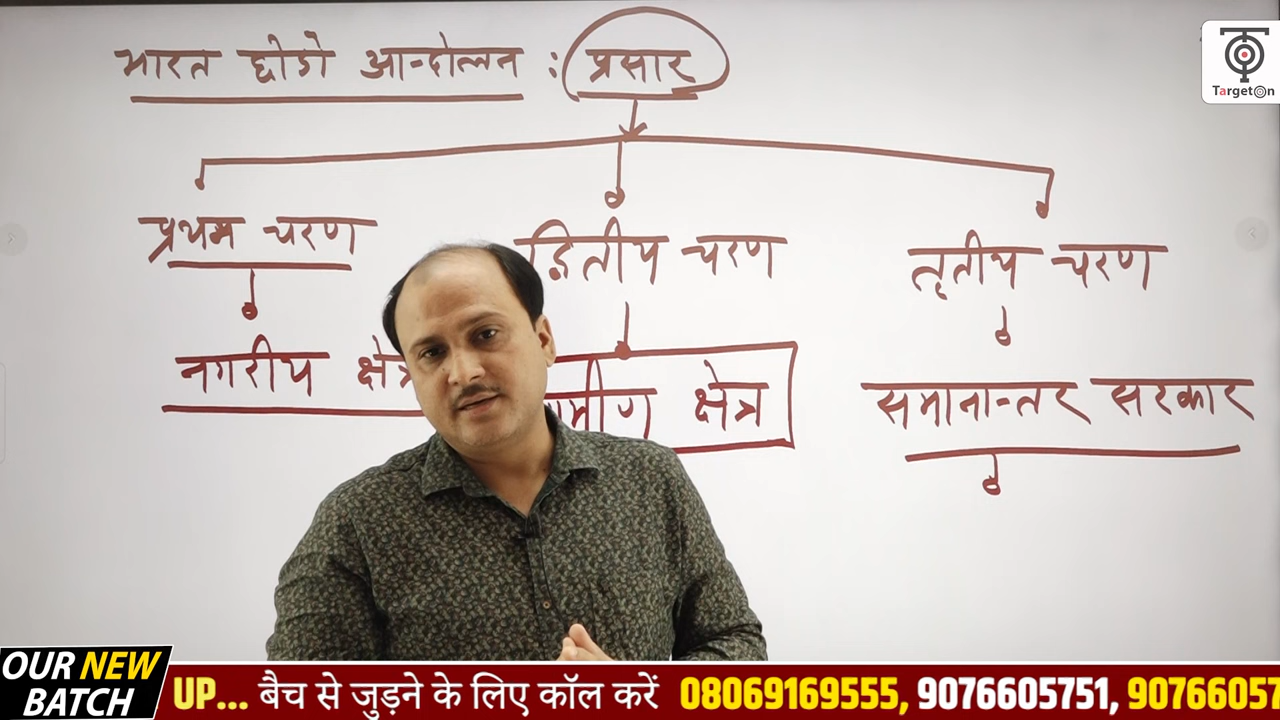 भारत छोड़ो आन्दोलन : प्रसार
TargetOn
प्रथम चरण
द्वितीय चरण
तृतीय चरण
नगरीय क्षेत्र
क्षेत्र
समानान्तर सरकार
OUR NEW
BATCH
UP... बैच से जुड़ने के लिए कॉल करें 08069169555, 9076605751,